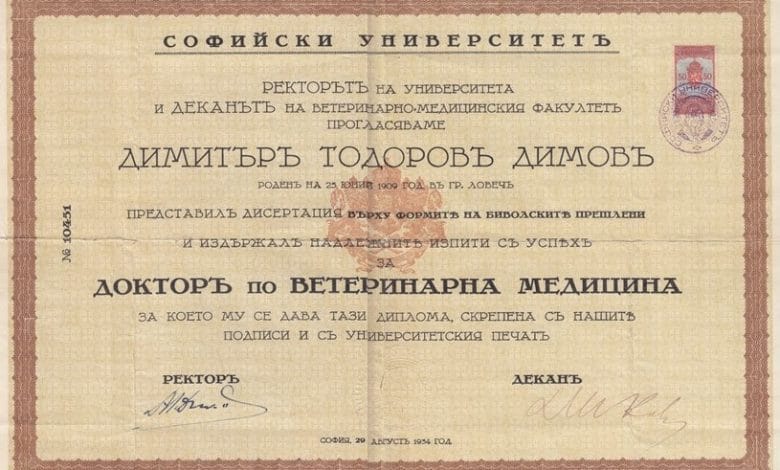 СОФИЙСКИ УНИВЕРСИТЕТЪ
50 50
РЕКТОРЪТЪ НА УНИВЕРСИТЕТА
И ДЕКАНЪТЪ НА ВЕТЕРИНАРНО-МЕДИЦИНСКИЯ ФАКУЛТЕТЪ
ПРОГЛАСЯВАМЕ
ДИМИТЪРЪ ТОДОРОВЪ ДИМОВЪ
РОДЕНЪ НА 25 ЮНИЙ 1909 ГОД. ВЪ ГР. ЛОВЕЧЪ
ПРЕДСТАВИЛЪ ДИСЕРТАЦИЯ ВЪРХУ ФОРМИТѢ НА БИВОЛСКИТѢ ПРЕШЛЕНИ
И ИЗДЪРЖАЛЪ НАДЛЕЖНИТѢ ИЗПИТИ СЪ УСПѢХЪ
ЗА
ДОКТОРЪ ПО ВЕТЕРИНАРНА МЕДИЦИНА
ЗА КОЕТО МУ СЕ ДАВА ТАЗИ ДИПЛОМА, СКРЕПЕНА СЪ НАШИТѢ
ПОДПИСИ И СЪ УНИВЕРСИТЕТСКИЯ ПЕЧАТЪ
№ 10451
РЕКТОРЪ
ДЕКАНЪ
СОФИЯ, 29 АВГУСТЪ 1934 ГОД.